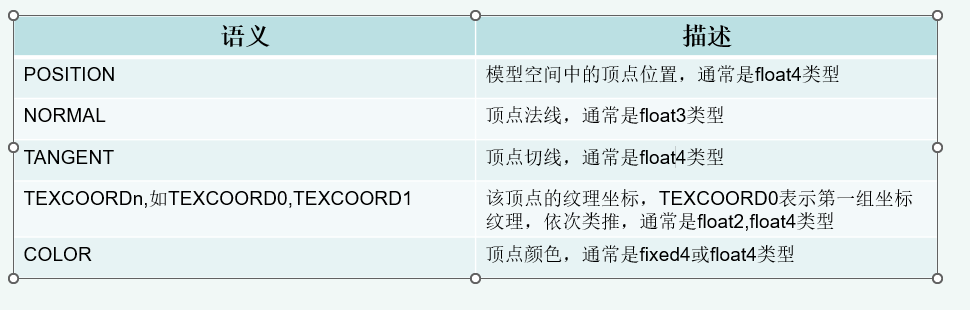 语义
描述
POSITION
模型空间中的顶点位置，通常是float4类型
NORMAL
顶点法线，通常是float3类型
TANGENT
顶点切线，通常是float4类型
TEXCOORDn,如TEXCOORD0,TEXCOORD1
该顶点的纹理坐标，TEXCOORD0表示第一组坐标
纹理，依次类推，通常是float2,float4类型
COLOR
顶点颜色，通常是fixed4或float4类型